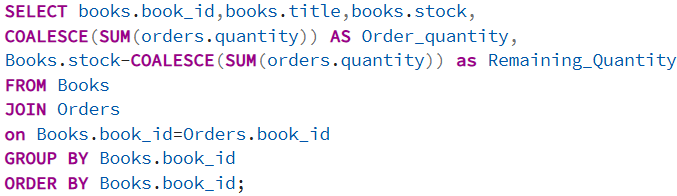 SELECT books.book_id,books.title,books.stock,
COALESCE(SUM(orders.quantity)) AS Order_quantity,
Books.stock-COALESCE(SUM(orders.quantity)) as Remaining_Quantity
FROM Books
JOIN Orders
on Books.book_id=Orders.book_id
GROUP BY Books.book_id
ORDER BY Books.book_id;